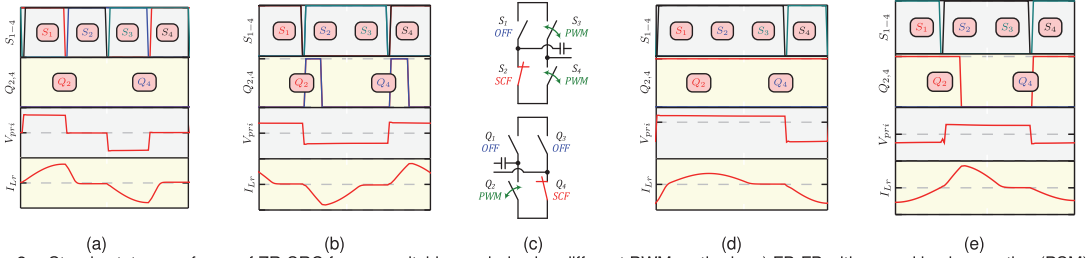 S1−4
Q2,4
Vpri
ILr
S1 S2 S3 S4
Q2 Q4
(a)
S1−4
Q2,4
Vpri
ILr
S1 S2 S3 S4
Q2 Q4
(b)
S1 OFF
S3 PWM
S2 SCF
S4 PWM
Q1 OFF
Q3 OFF
Q2 PWM
Q4 SCF
(c)
S1−4
Q2,4
Vpri
ILr
S1 S2 S3 S4
Q2 Q4
(d)
S1−4
Q2,4
Vpri
ILr
S1 S2 S3 S4
Q2 Q4
(e)